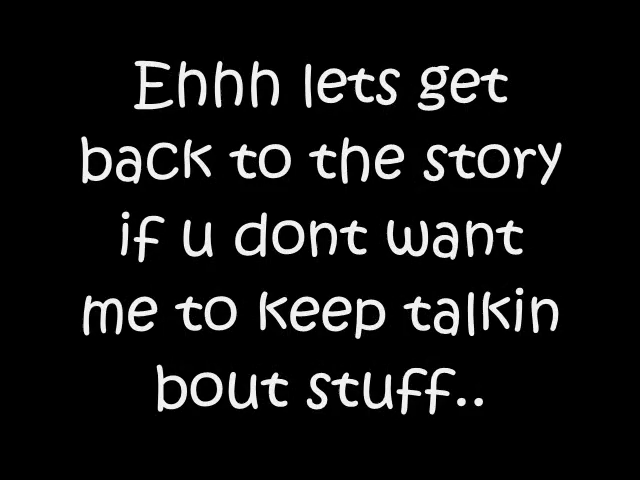 Ehhh lets get
back to the story
if u dont want
me to keep talkin
bout stuff..